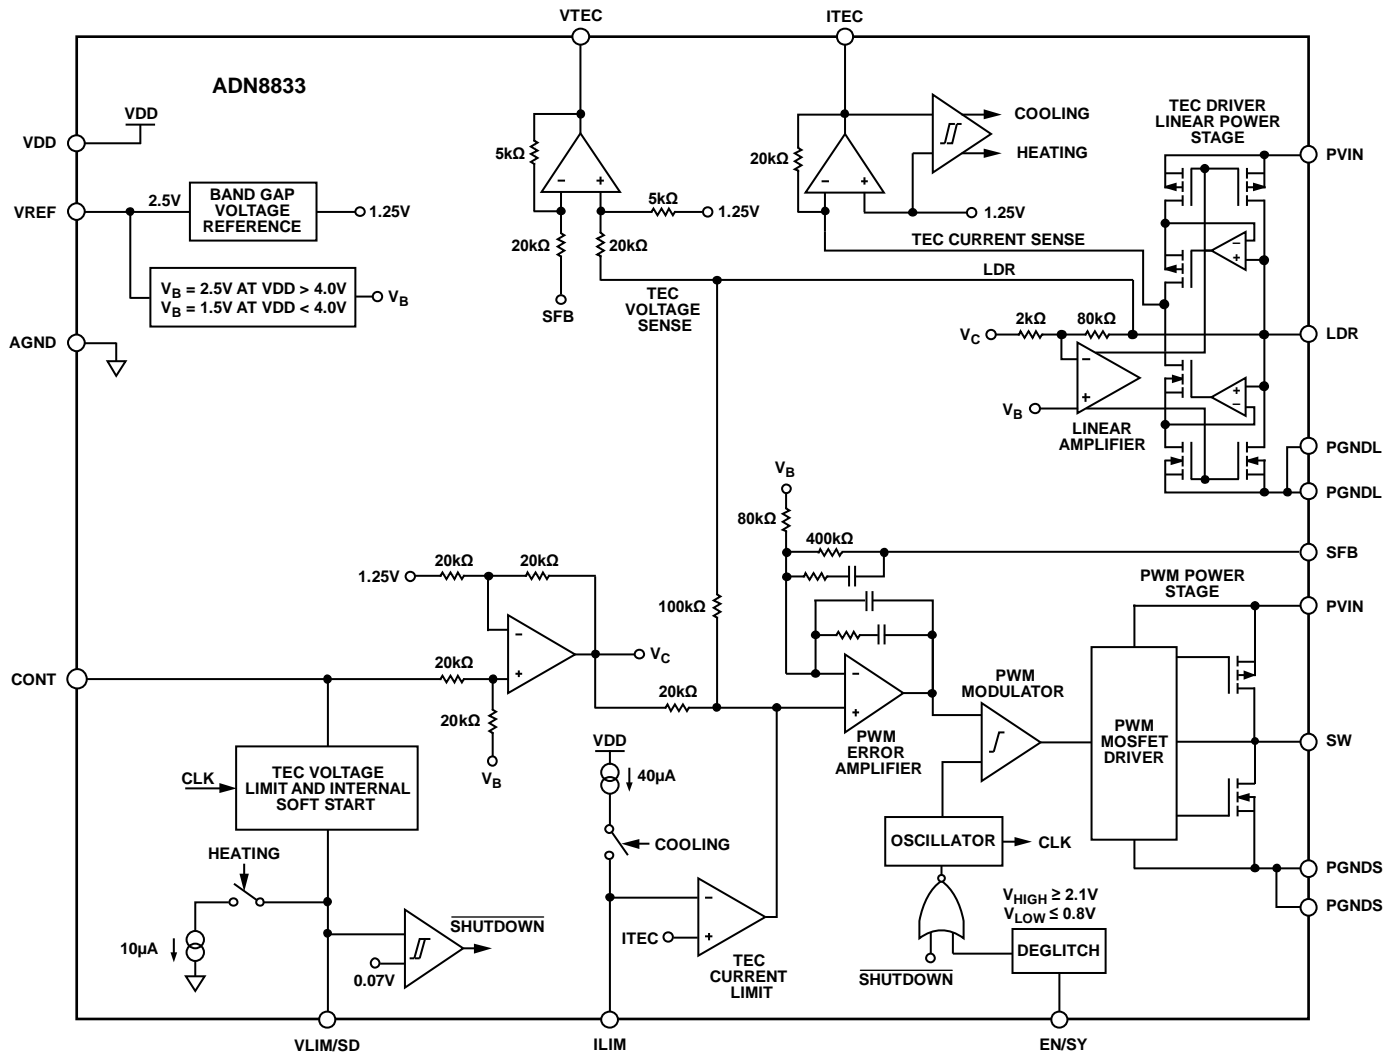 VTEC
ITEC
ADN8833
VDD
VDD
VREF
2.5V
BAND GAP
VOLTAGE
REFERENCE
1.25V
VB = 2.5V AT VDD > 4.0V
VB = 1.5V AT VDD < 4.0V
VB
AGND
5kΩ
5kΩ
1.25V
20kΩ
20kΩ
SFB
TEC
VOLTAGE
SENSE
20kΩ
COOLING
HEATING
1.25V
TEC CURRENT SENSE
LDR
TEC DRIVER
LINEAR POWER
STAGE
PVIN
VC
2kΩ
80kΩ
LDR
VB
LINEAR
AMPLIFIER
PGNDL
PGNDL
VB
80kΩ
400kΩ
SFB
1.25V
20kΩ
20kΩ
100kΩ
VC
CONT
20kΩ
20kΩ
VB
20kΩ
PWM
ERROR
AMPLIFIER
PWM
MODULATOR
PWM POWER
STAGE
PVIN
PWM
MOSFET
DRIVER
SW
PGNDS
PGNDS
CLK
TEC VOLTAGE
LIMIT AND INTERNAL
SOFT START
HEATING
10µA
0.07V
SHUTDOWN
VDD
40µA
COOLING
ITEC
TEC
CURRENT
LIMIT
OSCILLATOR
CLK
VHIGH ≥ 2.1V
VLOW ≤ 0.8V
DEGLITCH
SHUTDOWN
VLIM/SD
ILIM
EN/SY